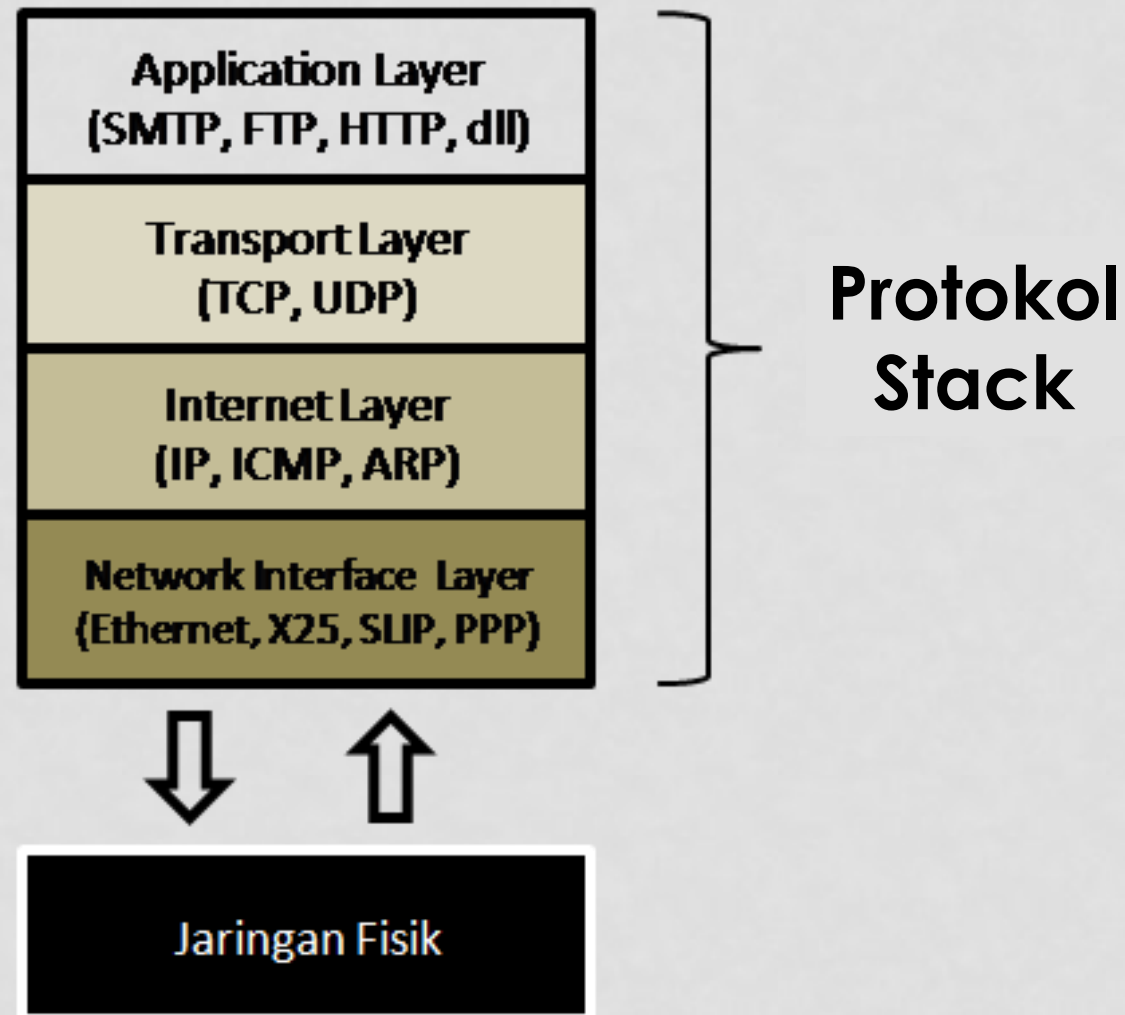 Application Layer
(SMTP, FTP, HTTP, dll)
Transport Layer
(TCP, UDP)
Internet Layer
(IP, ICMP, ARP)
Network Interface Layer
(Ethernet, X25, SLIP, PPP)
Protokol
Stack
Jaringan Fisik